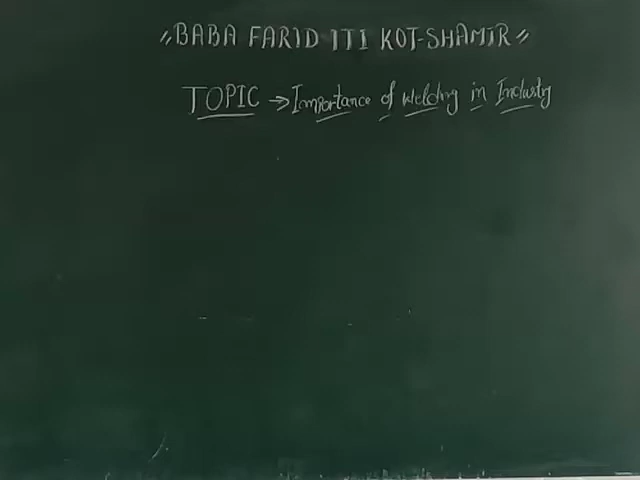 "BABA FARID ITI KOT-SHAMIR"
TOPIC → Importance of Welding in Industry